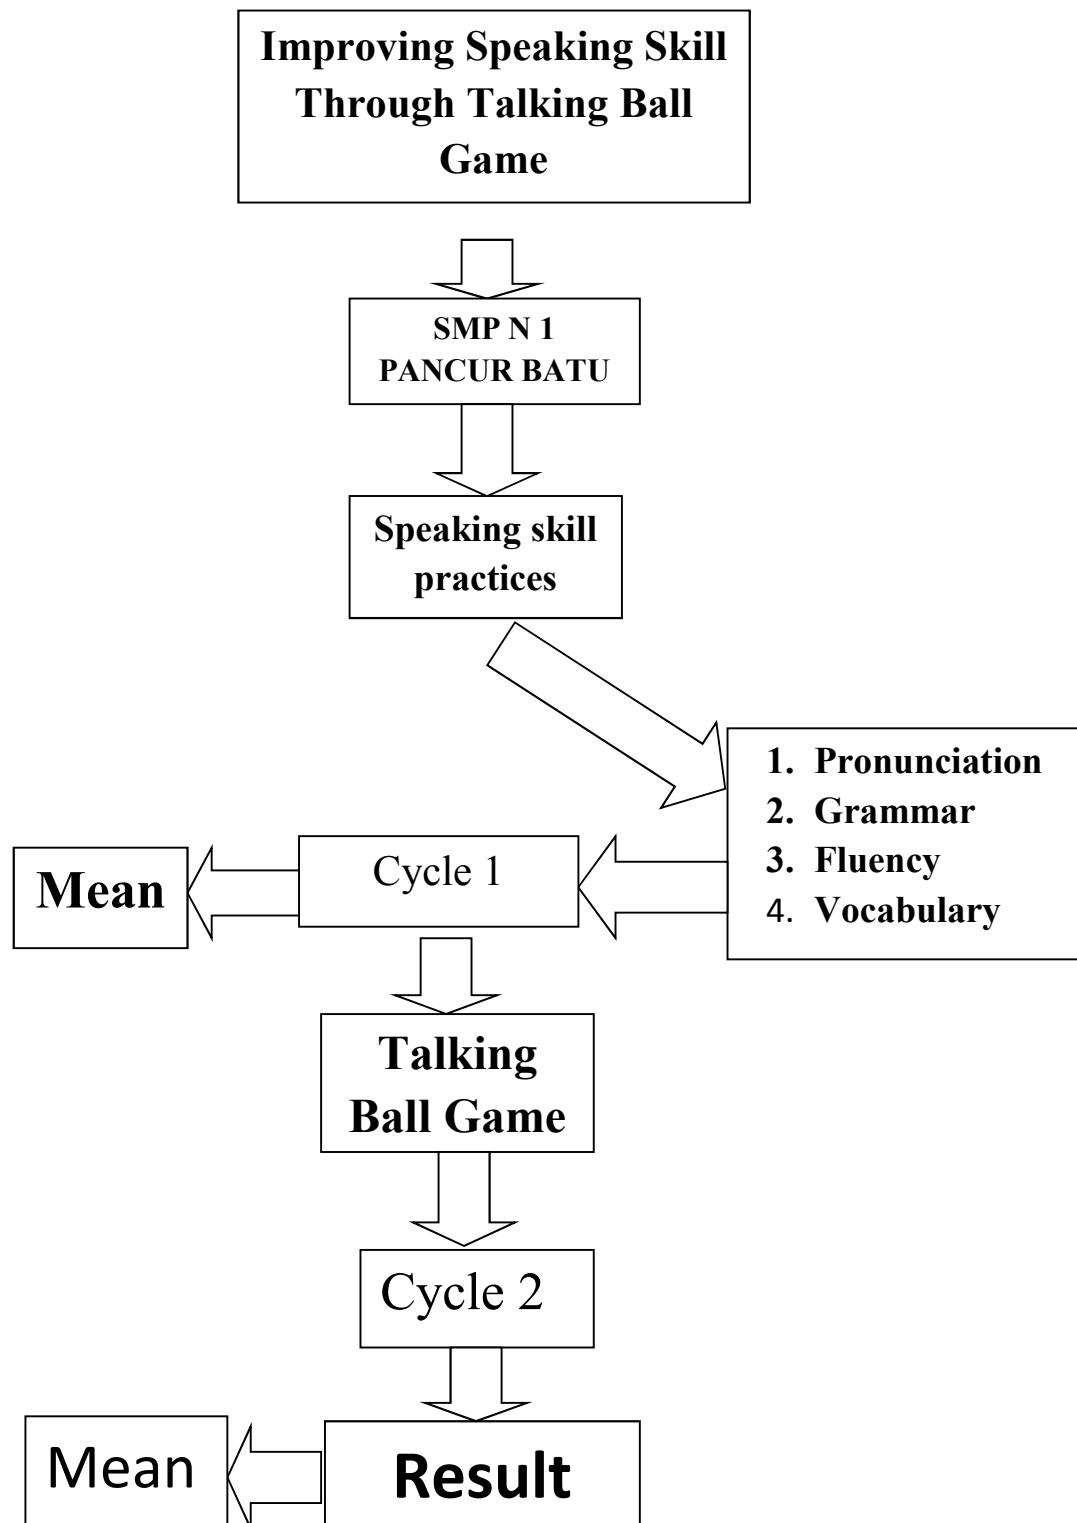 Improving Speaking Skill
Through Talking Ball
Game
SMP N 1
PANCUR BATU
Speaking skill
practices
1. Pronunciation
2. Grammar
3. Fluency
4. Vocabulary
Cycle 1
Mean
Talking
Ball Game
Cycle 2
Result
Mean